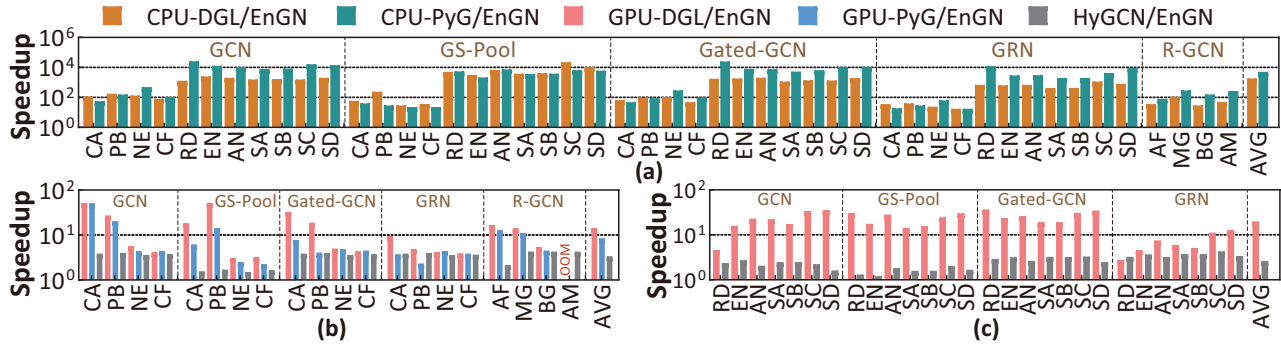 CPU-DGL/EnGN CPU-PyG/EnGN GPU-DGL/EnGN GPU-PyG/EnGN HyGCN/EnGN
Speedup
10^6
10^4
10^2
10^0
GCN GS-Pool Gated-GCN GRN R-GCN
CA PB NE CF RD EN AN SA SB SC SD CA PB NE CF RD EN AN SA SB SC SD CA PB NE CF RD EN AN SA SB SC SD CA PB NE CF RD EN AN SA SB SC SD AF MG BG AM AVG
(a)
Speedup
10^2
10^1
10^0
GCN GS-Pool Gated-GCN GRN R-GCN
OOM
CA PB NE CF CA PB NE CF CA PB NE CF CA PB NE CF AF MG BG AM AVG
(b)
Speedup
10^2
10^1
10^0
GCN GS-Pool Gated-GCN GRN
RD EN AN SA SB SC SD RD EN AN SA SB SC SD RD EN AN SA SB SC SD RD EN AN SA SB SC SD AVG
(c)